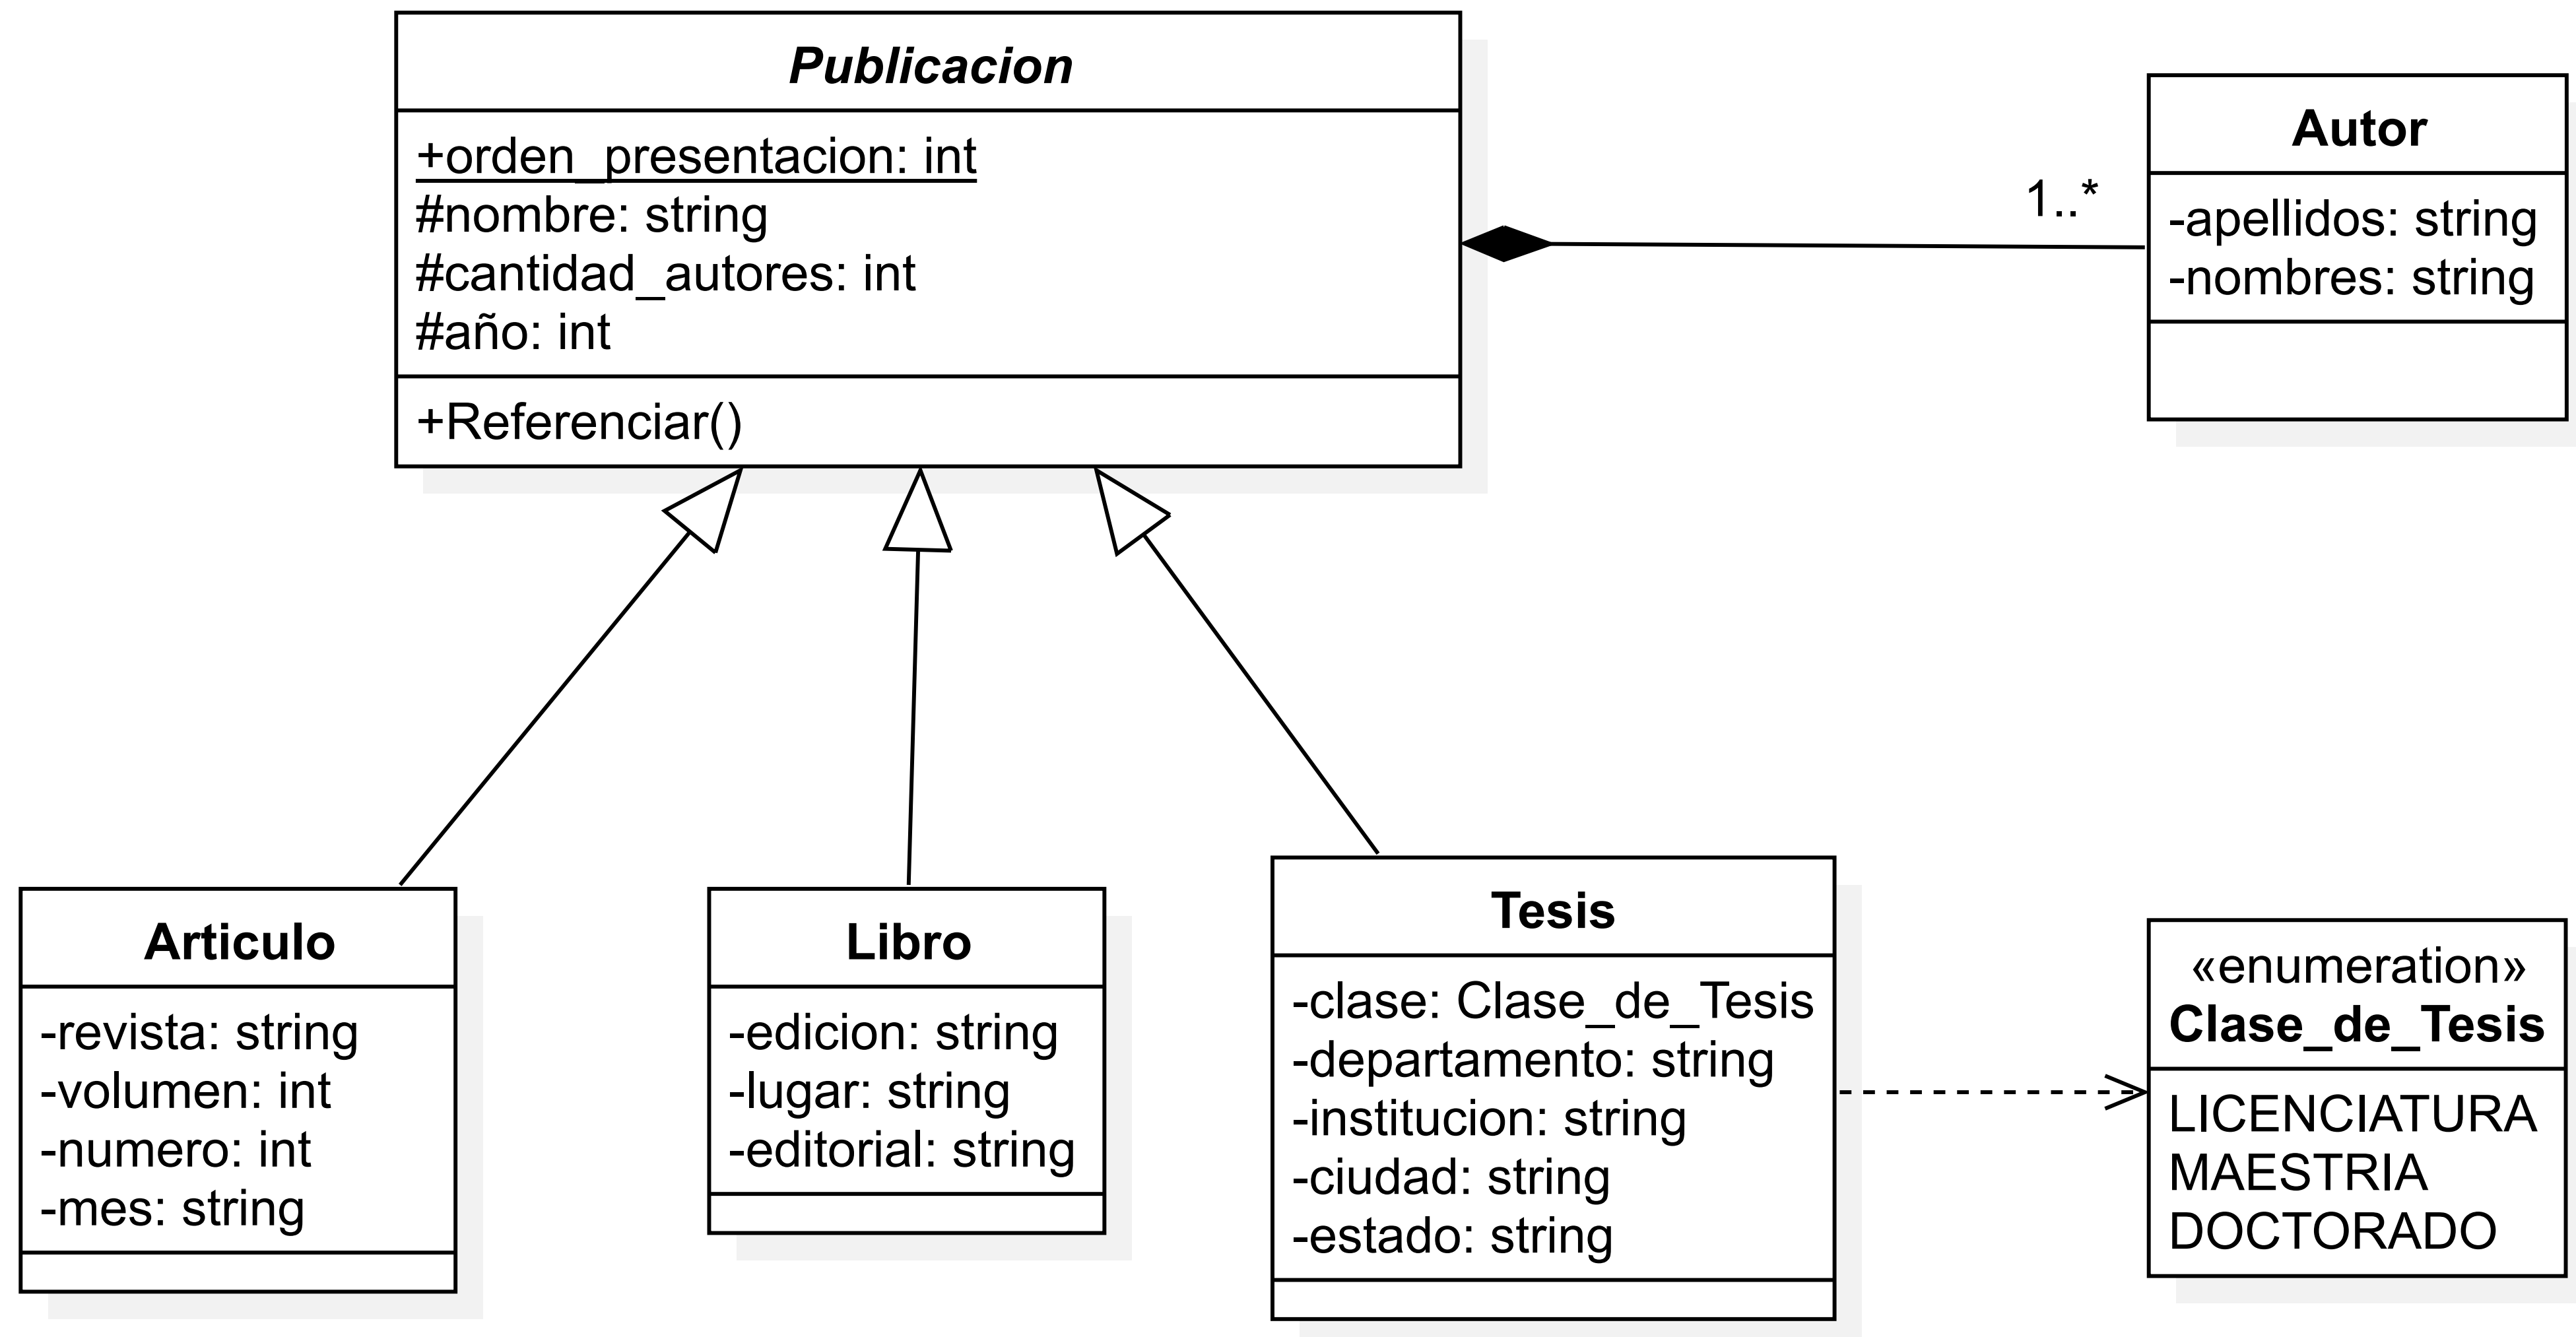 Publicacion
+orden_presentacion: int
#nombre: string
#cantidad_autores: int
#año: int
+Referenciar()
1..*
Autor
-apellidos: string
-nombres: string
Articulo
-revista: string
-volumen: int
-numero: int
-mes: string
Libro
-edicion: string
-lugar: string
-editorial: string
Tesis
-clase: Clase_de_Tesis
-departamento: string
-institucion: string
-ciudad: string
-estado: string
«enumeration»
Clase_de_Tesis
LICENCIATURA
MAESTRIA
DOCTORADO